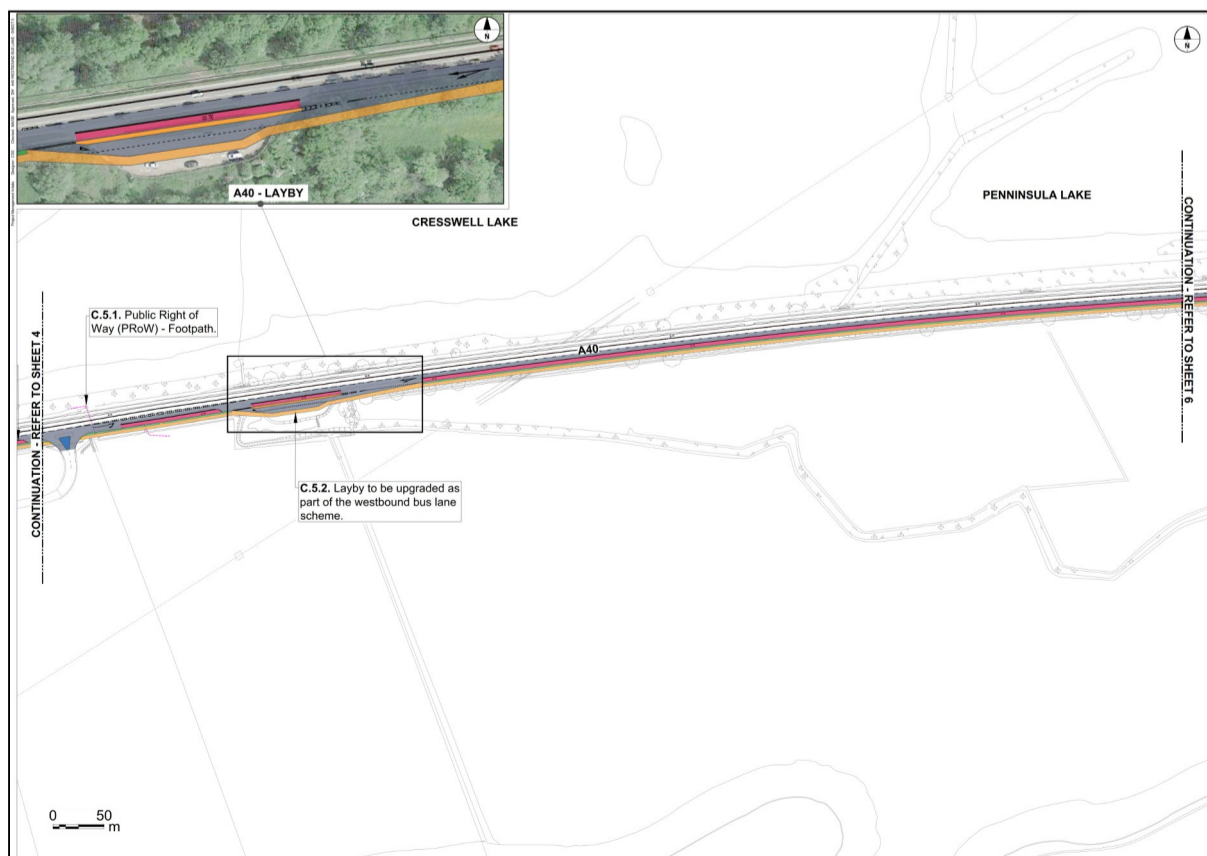 N
N
A40 - LAYBY
CRESSWELL LAKE
PENNINSULA LAKE
CONTINUATION - REFER TO SHEET 6
C.5.1. Public Right of
Way (PRoW) - Footpath.
CONTINUATION - REFER TO SHEET 4
A40
C.5.2. Layby to be upgraded as
part of the westbound bus lane
scheme.
0 50
m